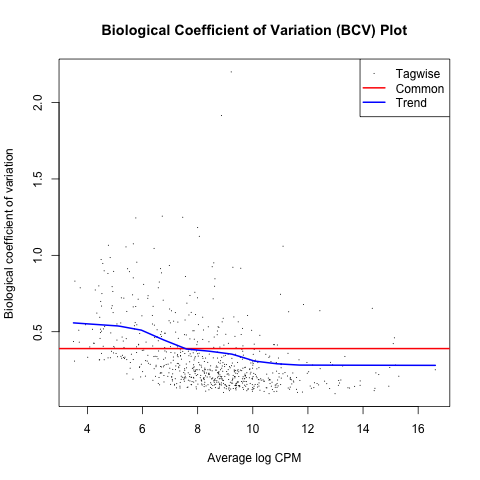 Biological Coefficient of Variation (BCV) Plot
Tagwise
Common
Trend
Biological coefficient of variation
2.0
1.5
1.0
0.5
4 6 8 10 12 14 16
Average log CPM